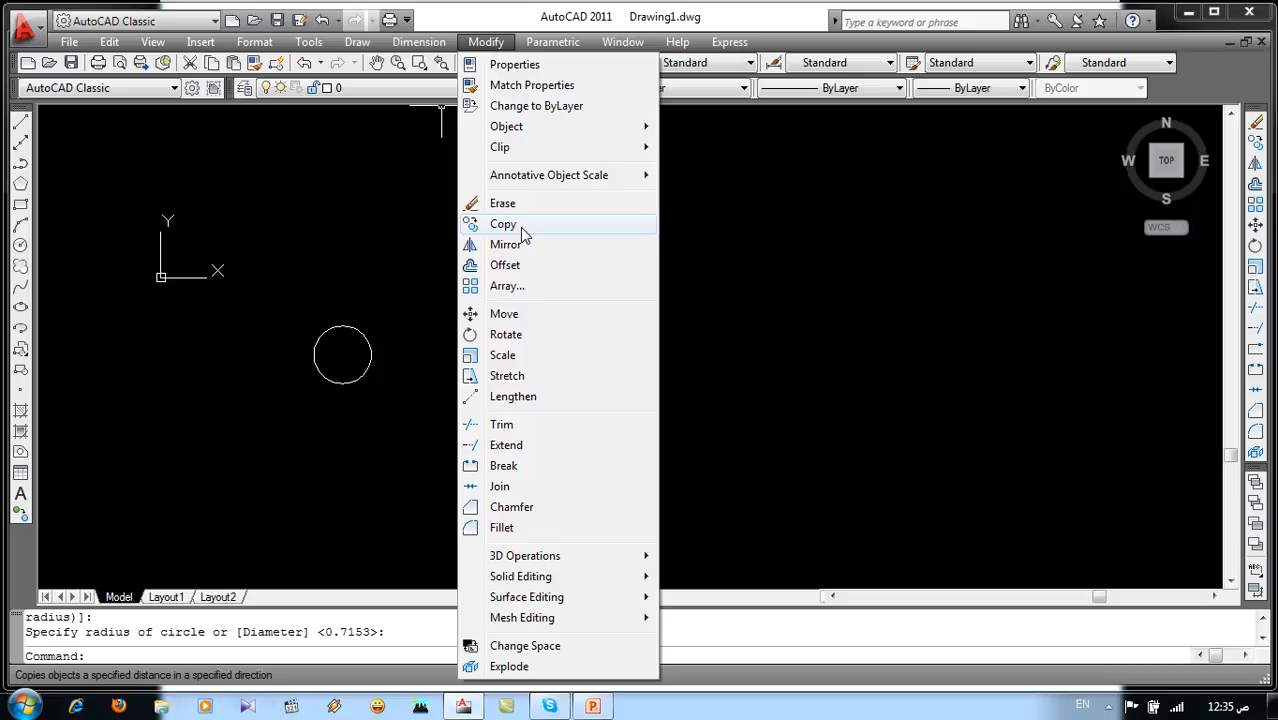 AutoCAD Classic
AutoCAD 2011 Drawing1.dwg
Type a keyword or phrase
File Edit View Insert Format Tools Draw Dimension Modify Parametric Window Help Express
Standard Standard Standard Standard
AutoCAD Classic
0
ByLayer ByLayer ByColor
Properties
Match Properties
Change to ByLayer
Object
Clip
Annotative Object Scale
Erase
Copy
Mirror
Offset
Array...
Move
Rotate
Scale
Stretch
Lengthen
Trim
Extend
Break
Join
Chamfer
Fillet
3D Operations
Solid Editing
Surface Editing
Mesh Editing
Change Space
Explode
Y
X
N
W TOP E
S
WCS
A
Model Layout1 Layout2
radius)]:
Specify radius of circle or [Diameter] <0.7153>:
Command:
Copies objects a specified distance in a specified direction
EN
12:35 ص